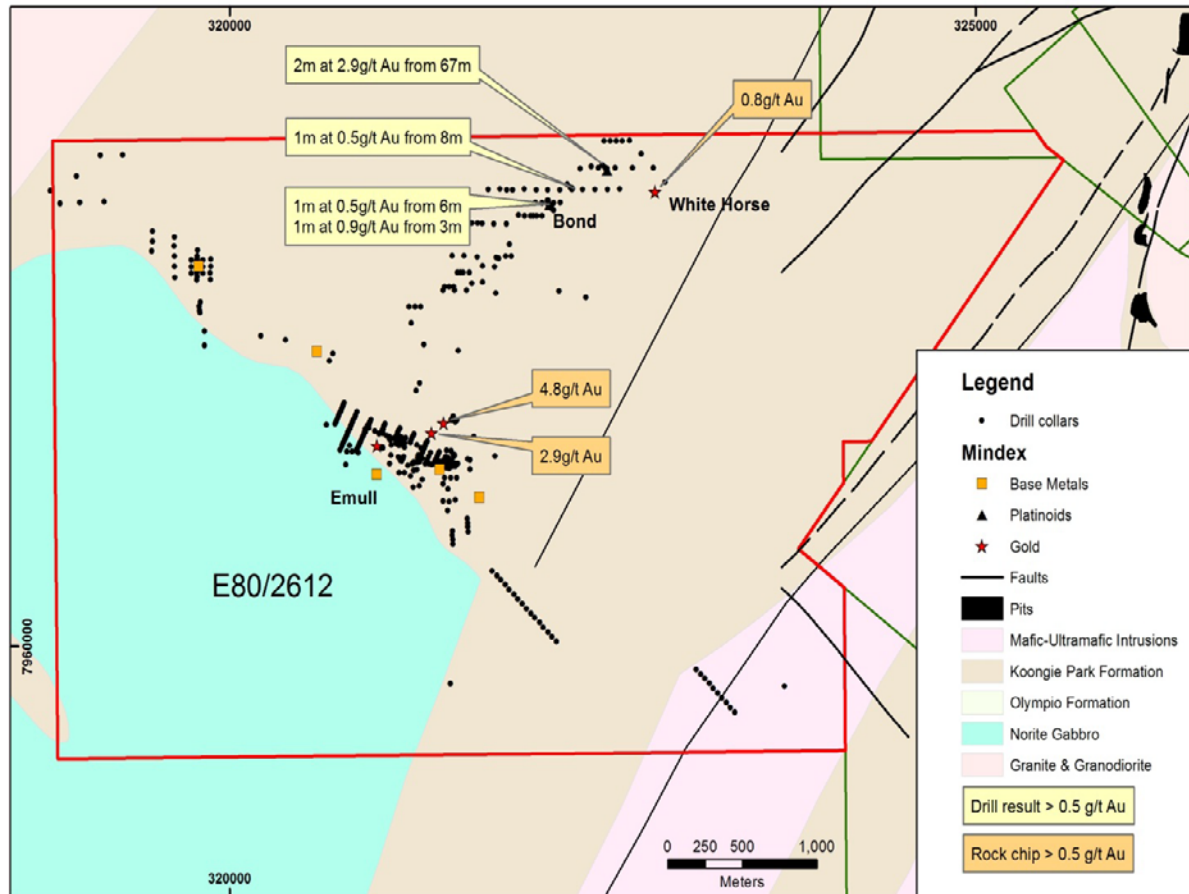 320000
325000
2m at 2.9g/t Au from 67m
0.8g/t Au
1m at 0.5g/t Au from 8m
1m at 0.5g/t Au from 6m
1m at 0.9g/t Au from 3m
White Horse
Bond
4.8g/t Au
2.9g/t Au
Emull
E80/2612
7960000
Legend
Drill collars
Mindex
Base Metals
Platinoids
Gold
Faults
Pits
Mafic-Ultramafic Intrusions
Koongie Park Formation
Olympio Formation
Norite Gabbro
Granite & Granodiorite
Drill result > 0.5 g/t Au
Rock chip > 0.5 g/t Au
0 250 500 1,000
Meters
320000